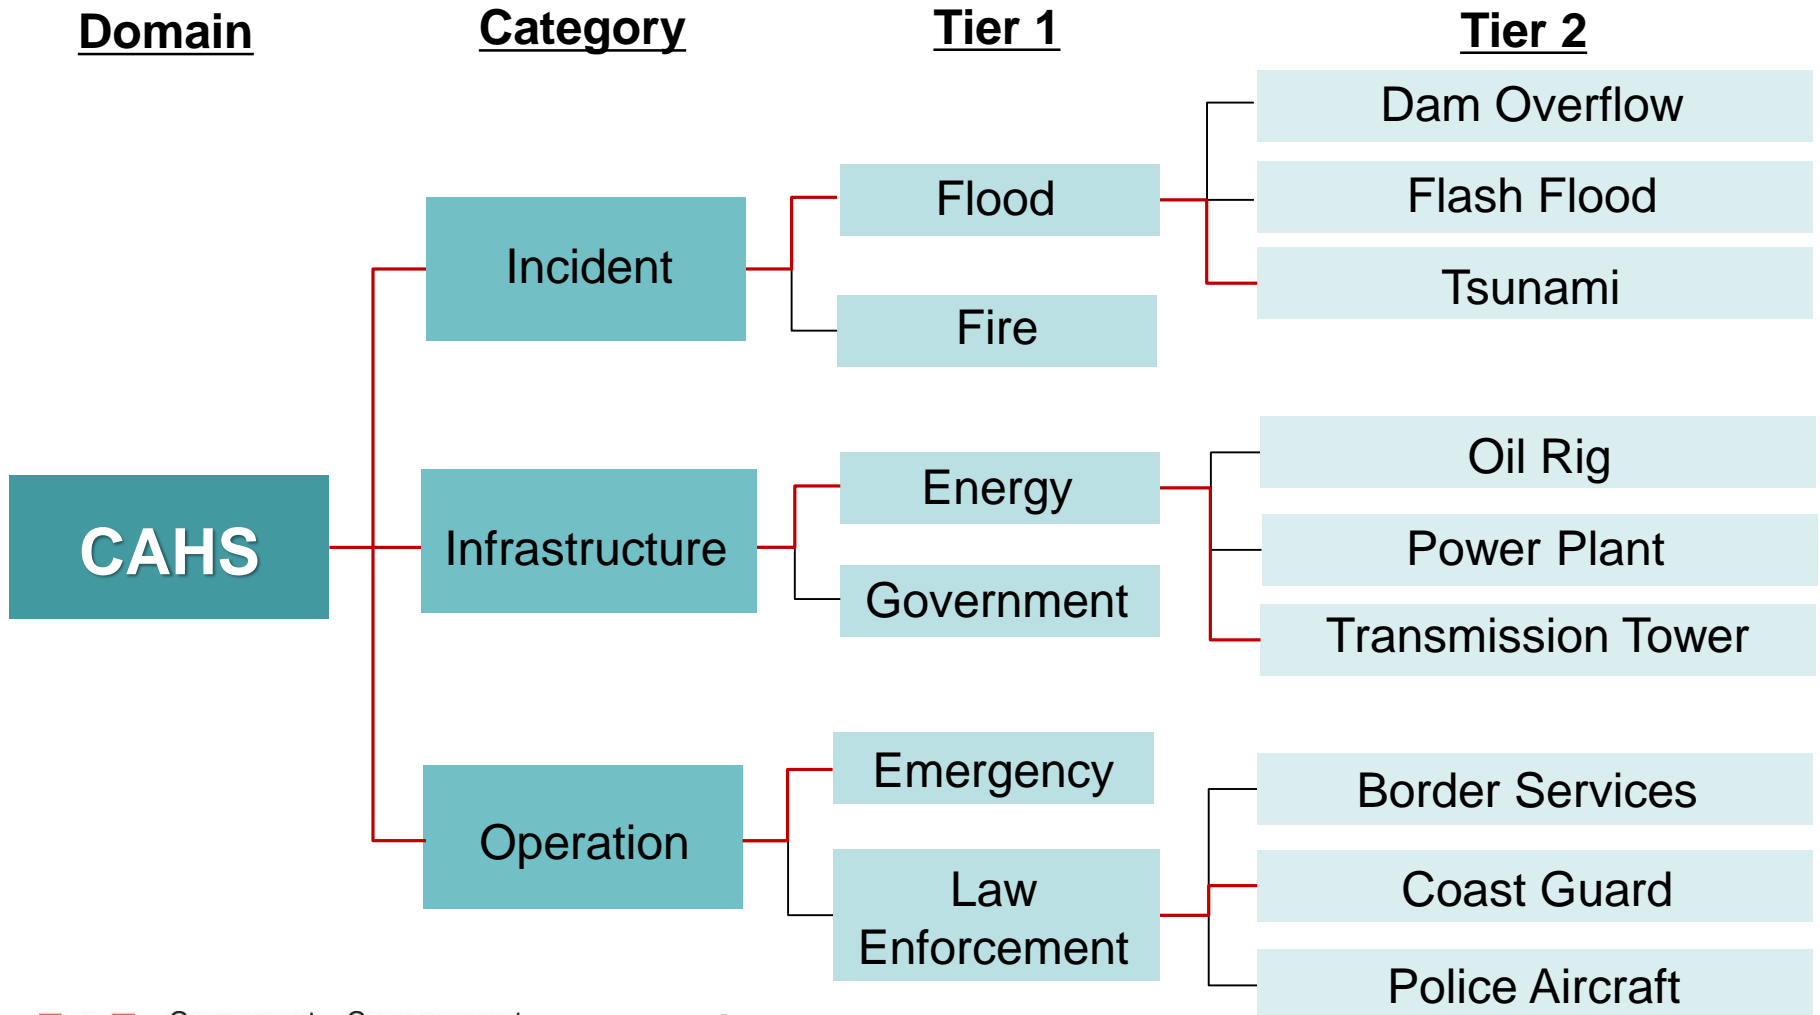 Domain
Category
Tier 1
Tier 2
Dam Overflow
Flood
Flash Flood
Incident
Tsunami
Fire
Oil Rig
Energy
CAHS
Infrastructure
Power Plant
Government
Transmission Tower
Emergency
Border Services
Operation
Law
Enforcement
Coast Guard
Police Aircraft